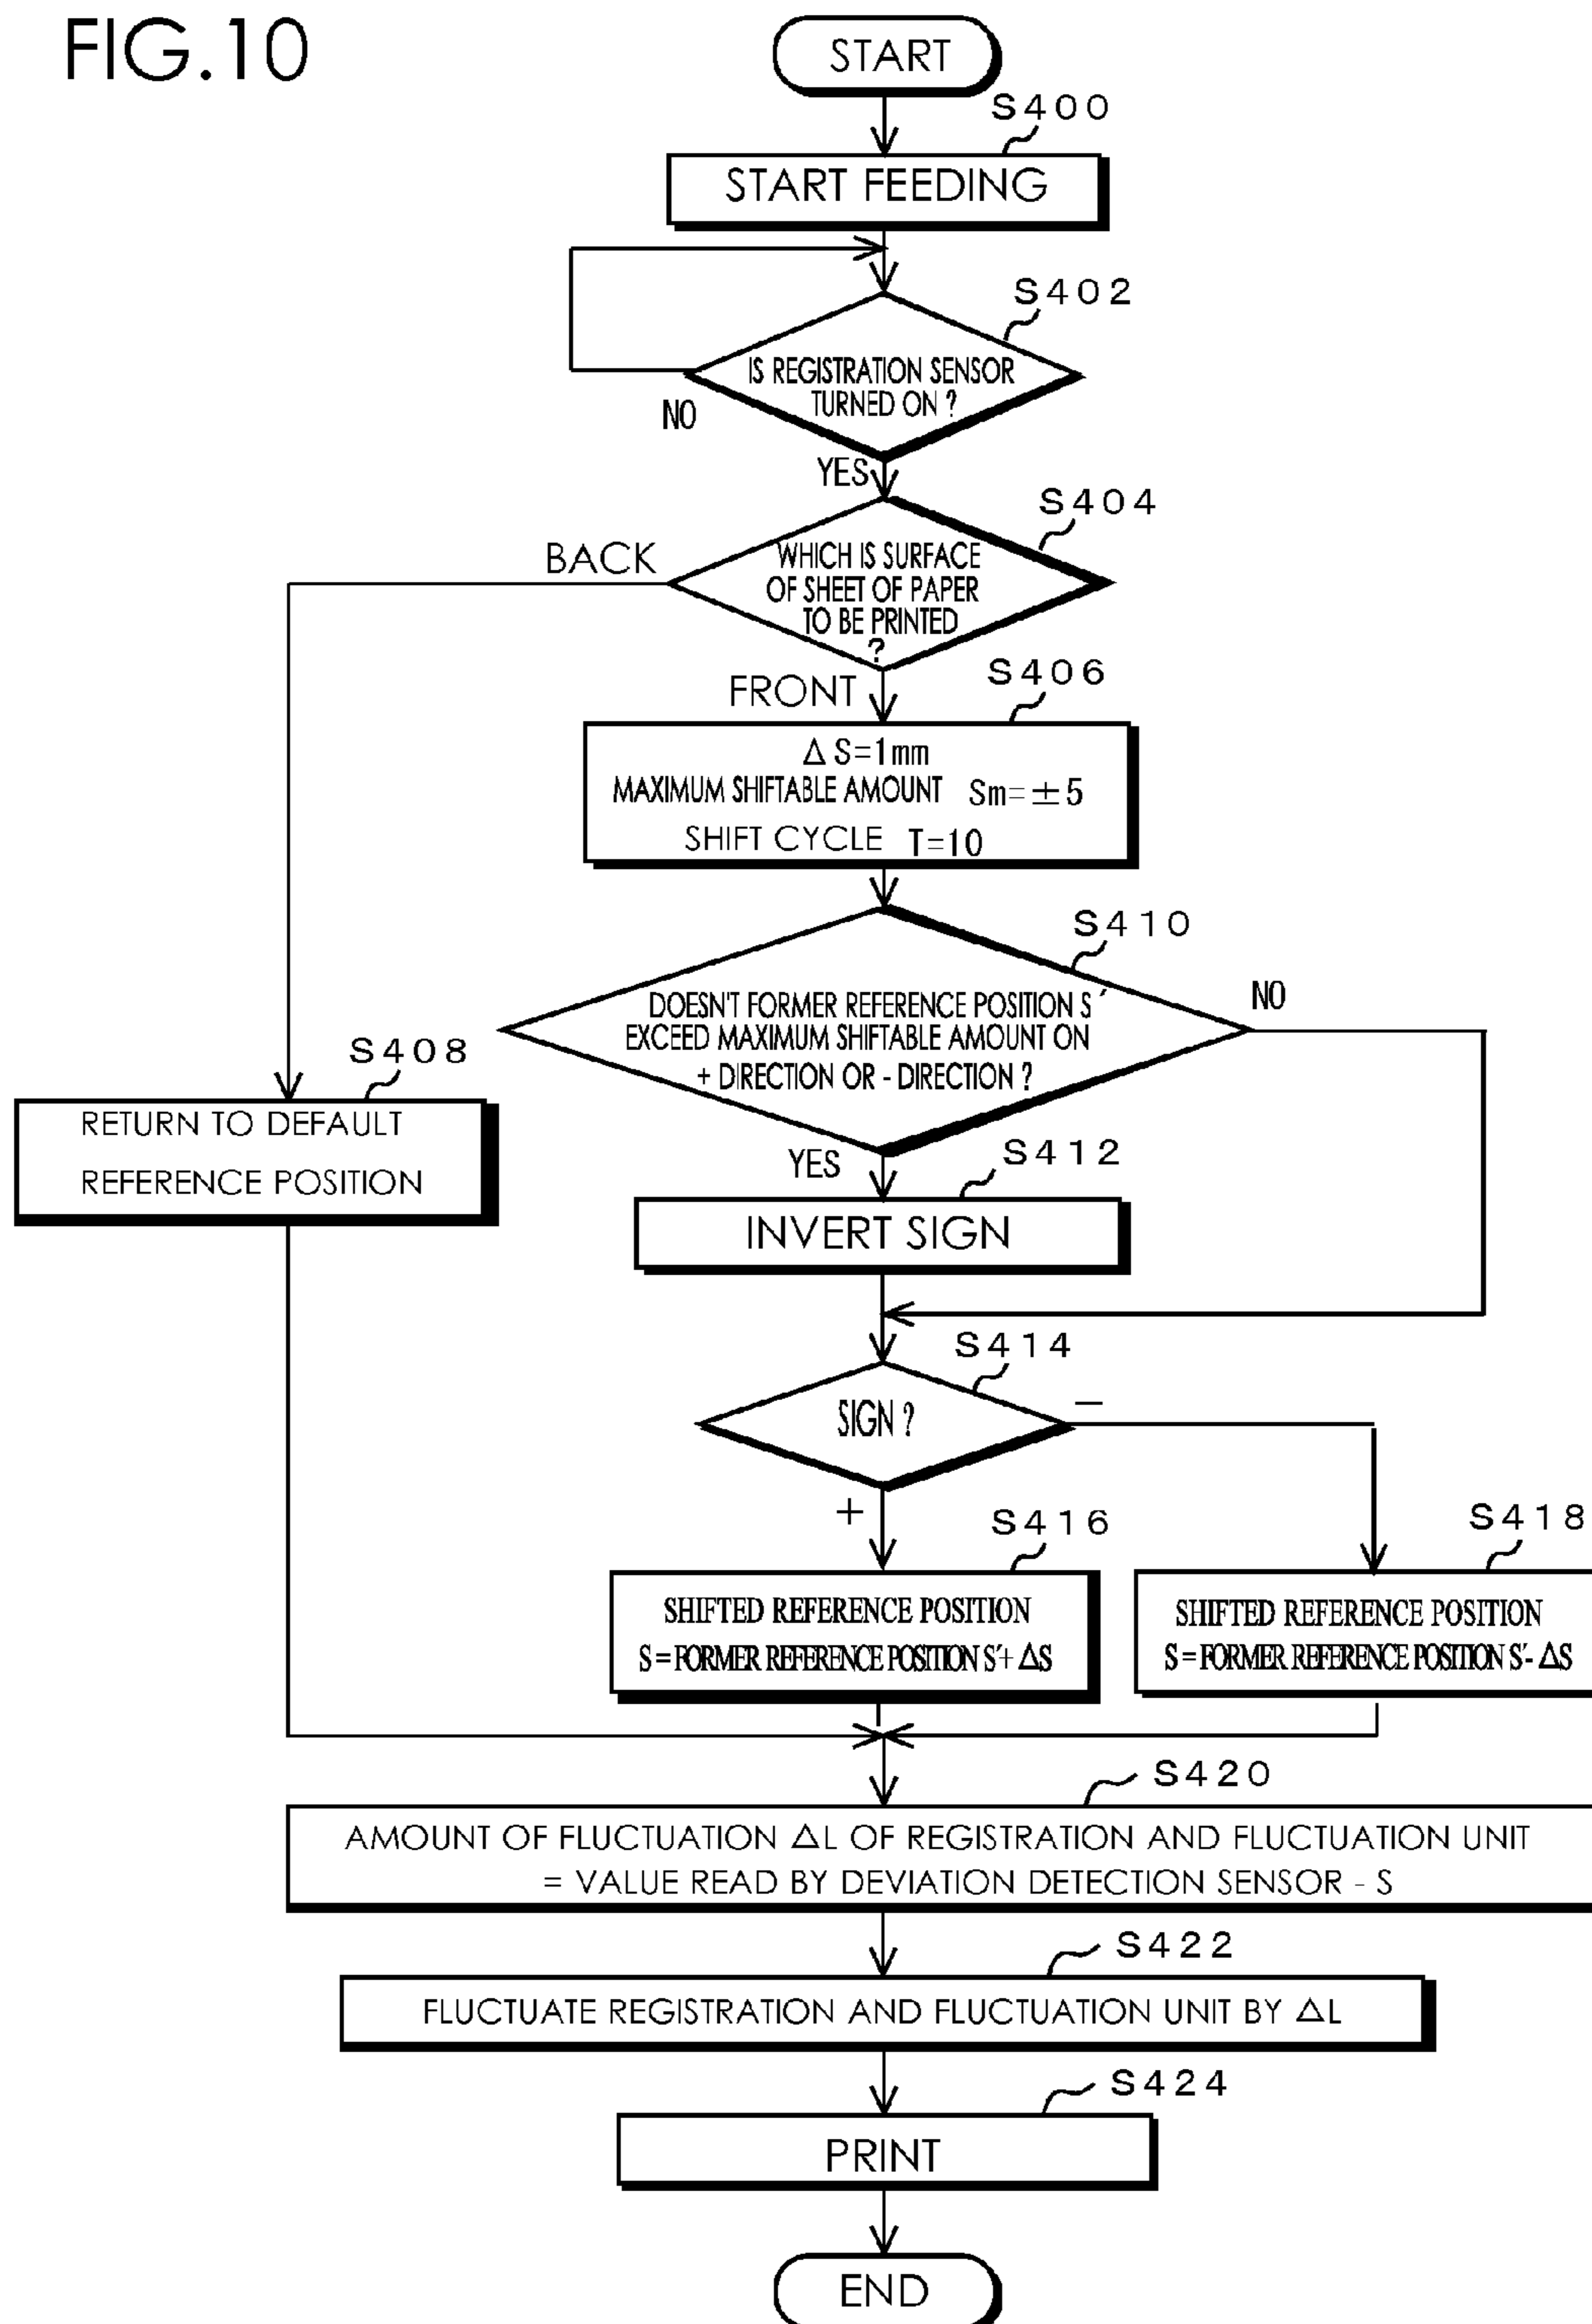 FIG.10
START
S400
START FEEDING
S402
IS REGISTRATION SENSOR
TURNED ON ?
NO
YES
S404
BACK
WHICH IS SURFACE
OF SHEET OF PAPER
TO BE PRINTED
?
FRONT
S406
Δ S=1mm
MAXIMUM SHIFTABLE AMOUNT Sm=±5
SHIFT CYCLE T=10
S410
DOESN'T FORMER REFERENCE POSITION S´
EXCEED MAXIMUM SHIFTABLE AMOUNT ON
+ DIRECTION OR - DIRECTION ?
NO
S408
RETURN TO DEFAULT
REFERENCE POSITION
YES
S412
INVERT SIGN
S414
SIGN ?
−
+
S416
SHIFTED REFERENCE POSITION
S = FORMER REFERENCE POSITION S´+ ΔS
S418
SHIFTED REFERENCE POSITION
S = FORMER REFERENCE POSITION S´- ΔS
S420
AMOUNT OF FLUCTUATION ΔL OF REGISTRATION AND FLUCTUATION UNIT
= VALUE READ BY DEVIATION DETECTION SENSOR - S
S422
FLUCTUATE REGISTRATION AND FLUCTUATION UNIT BY ΔL
S424
PRINT
END